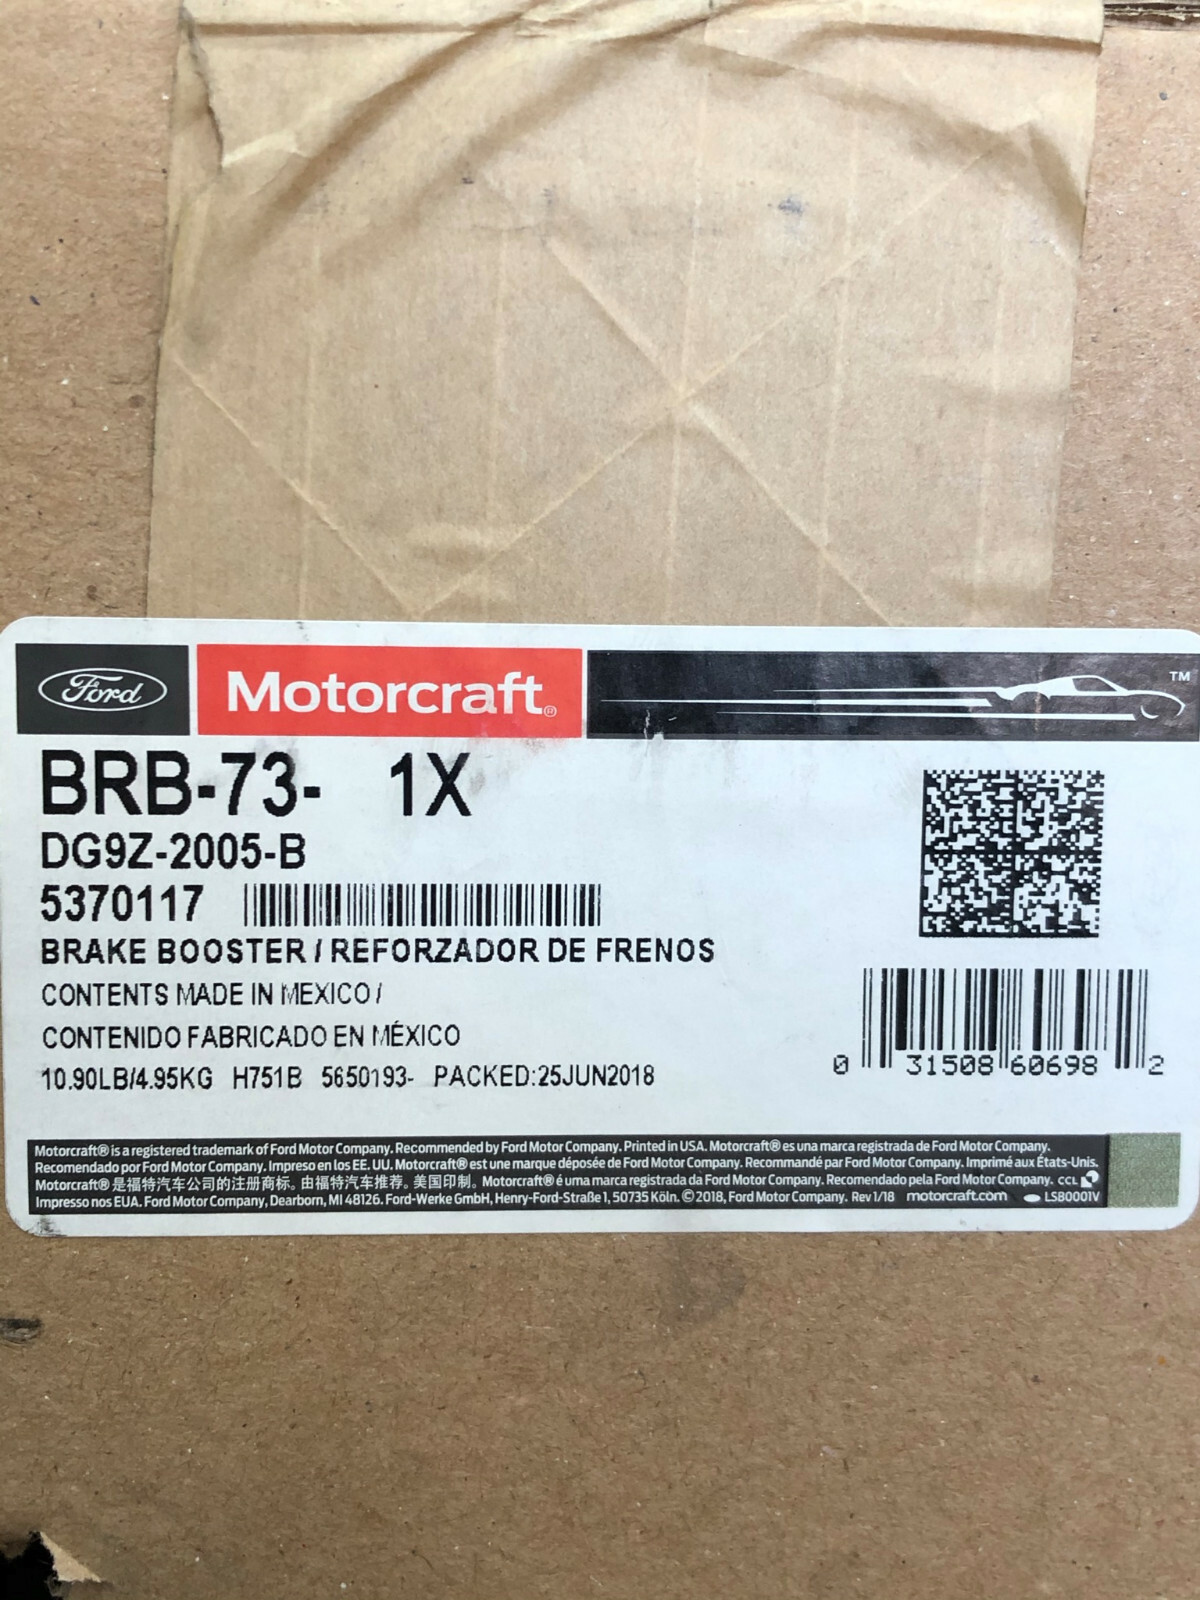 Ford
Motorcraft®
TM
BRB-73- 1X
DG9Z-2005-B
5370117
BRAKE BOOSTER / REFORZADOR DE FRENOS
CONTENTS MADE IN MEXICO /
CONTENIDO FABRICADO EN MÉXICO
10.90LB/4.95KG H751B 5650193- PACKED:25JUN2018
0 31508 60698 2
Motorcraft® is a registered trademark of Ford Motor Company. Recommended by Ford Motor Company. Printed in USA. Motorcraft® es una marca registrada de Ford Motor Company.
Recomendado por Ford Motor Company. Impreso en los EE. UU. Motorcraft® est une marque déposée de Ford Motor Company. Recommandé par Ford Motor Company. Imprimé aux États-Unis.
Motorcraft® 是福特汽车公司的注册商标。由福特汽车推荐。美国印制。Motorcraft® é uma marca registrada da Ford Motor Company. Recomendado pela Ford Motor Company. CCL
Impresso nos EUA. Ford Motor Company, Dearborn, MI 48126. Ford-Werke GmbH, Henry-Ford-Straße 1, 50735 Köln. © 2018, Ford Motor Company. Rev 1/18 motorcraft.com LS80001V